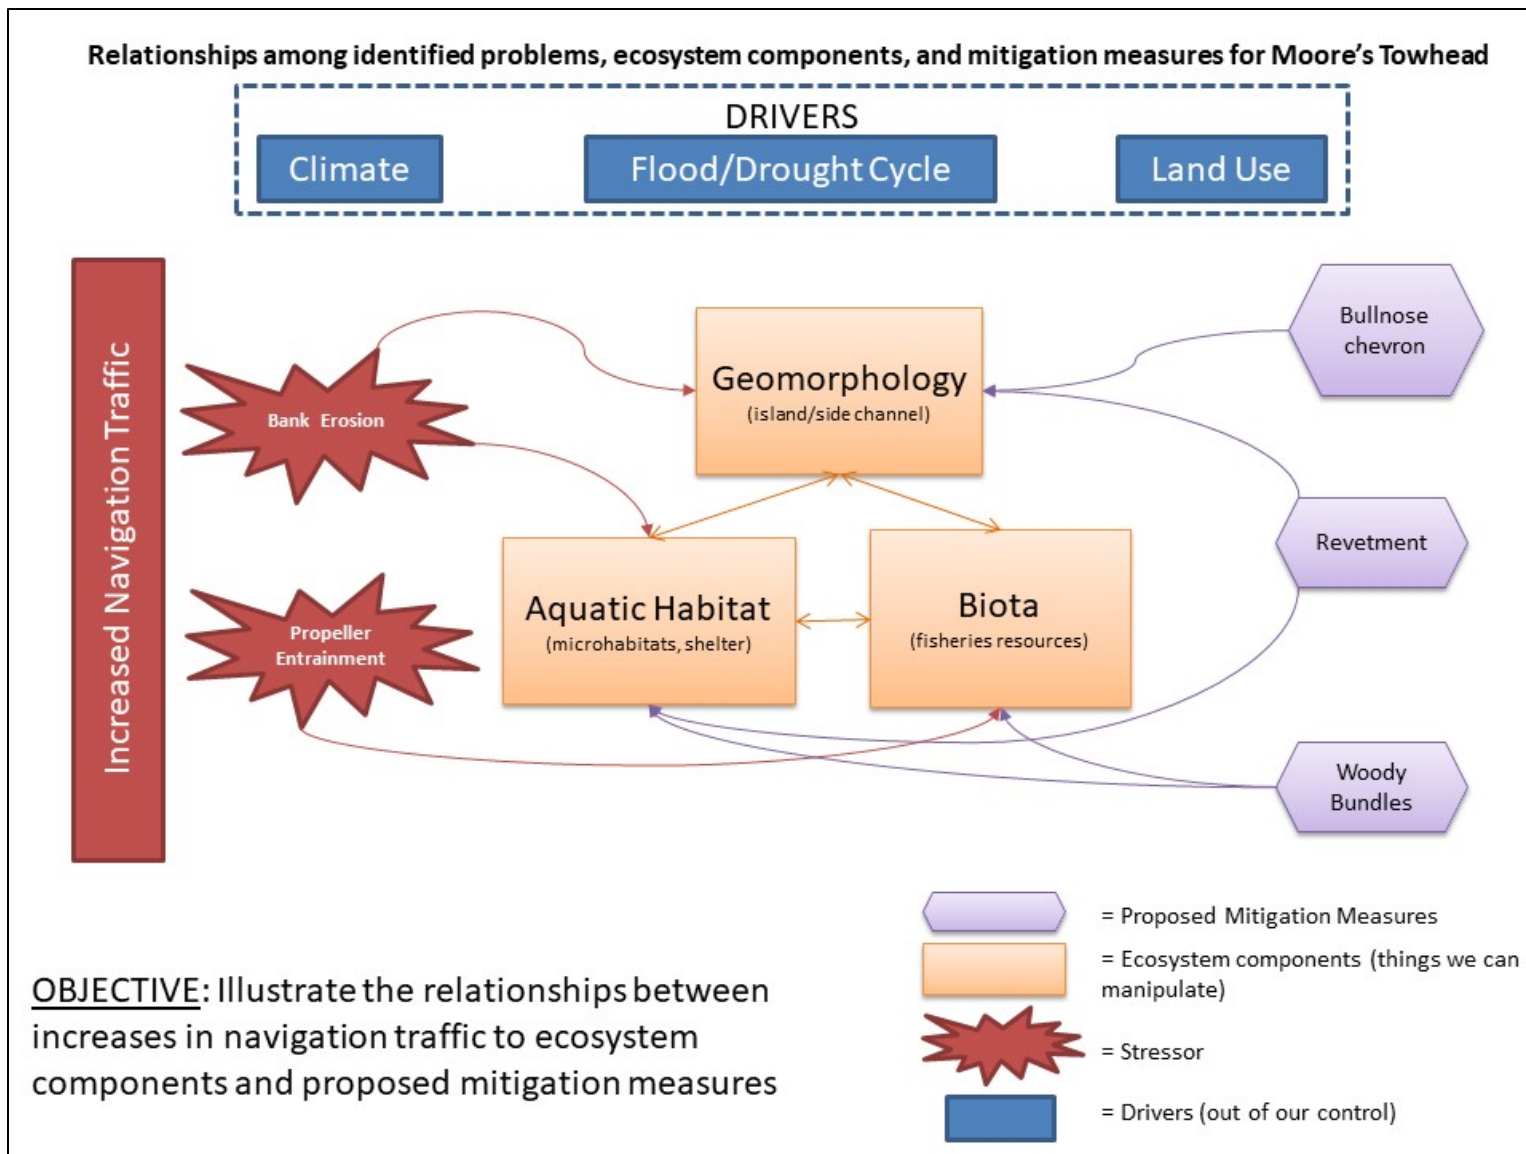 Relationships among identified problems, ecosystem components, and mitigation measures for Moore's Towhead
DRIVERS
Climate
Flood/Drought Cycle
Land Use
Increased Navigation Traffic
Bank Erosion
Propeller
Entrainment
Geomorphology
(island/side channel)
Aquatic Habitat
(microhabitats, shelter)
Biota
(fisheries resources)
Bullnose
chevron
Revetment
Woody
Bundles
OBJECTIVE: Illustrate the relationships between
increases in navigation traffic to ecosystem
components and proposed mitigation measures
= Proposed Mitigation Measures
= Ecosystem components (things we can
manipulate)
= Stressor
= Drivers (out of our control)